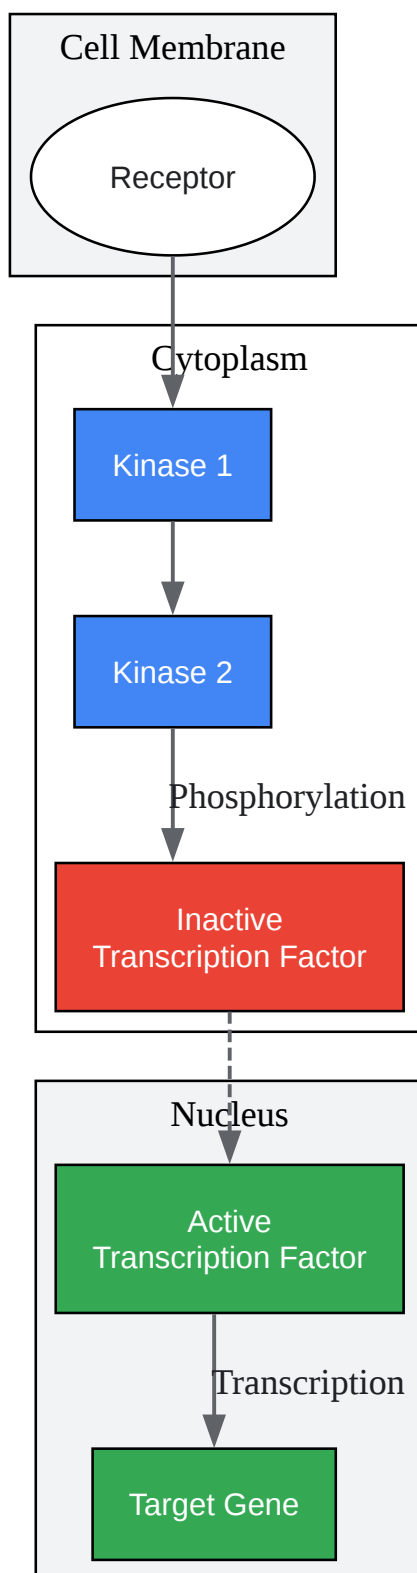 Cell Membrane
Receptor
Cytoplasm
Kinase 1
Kinase 2
Phosphorylation
Inactive
Transcription Factor
Nucleus
Active
Transcription Factor
Transcription
Target Gene